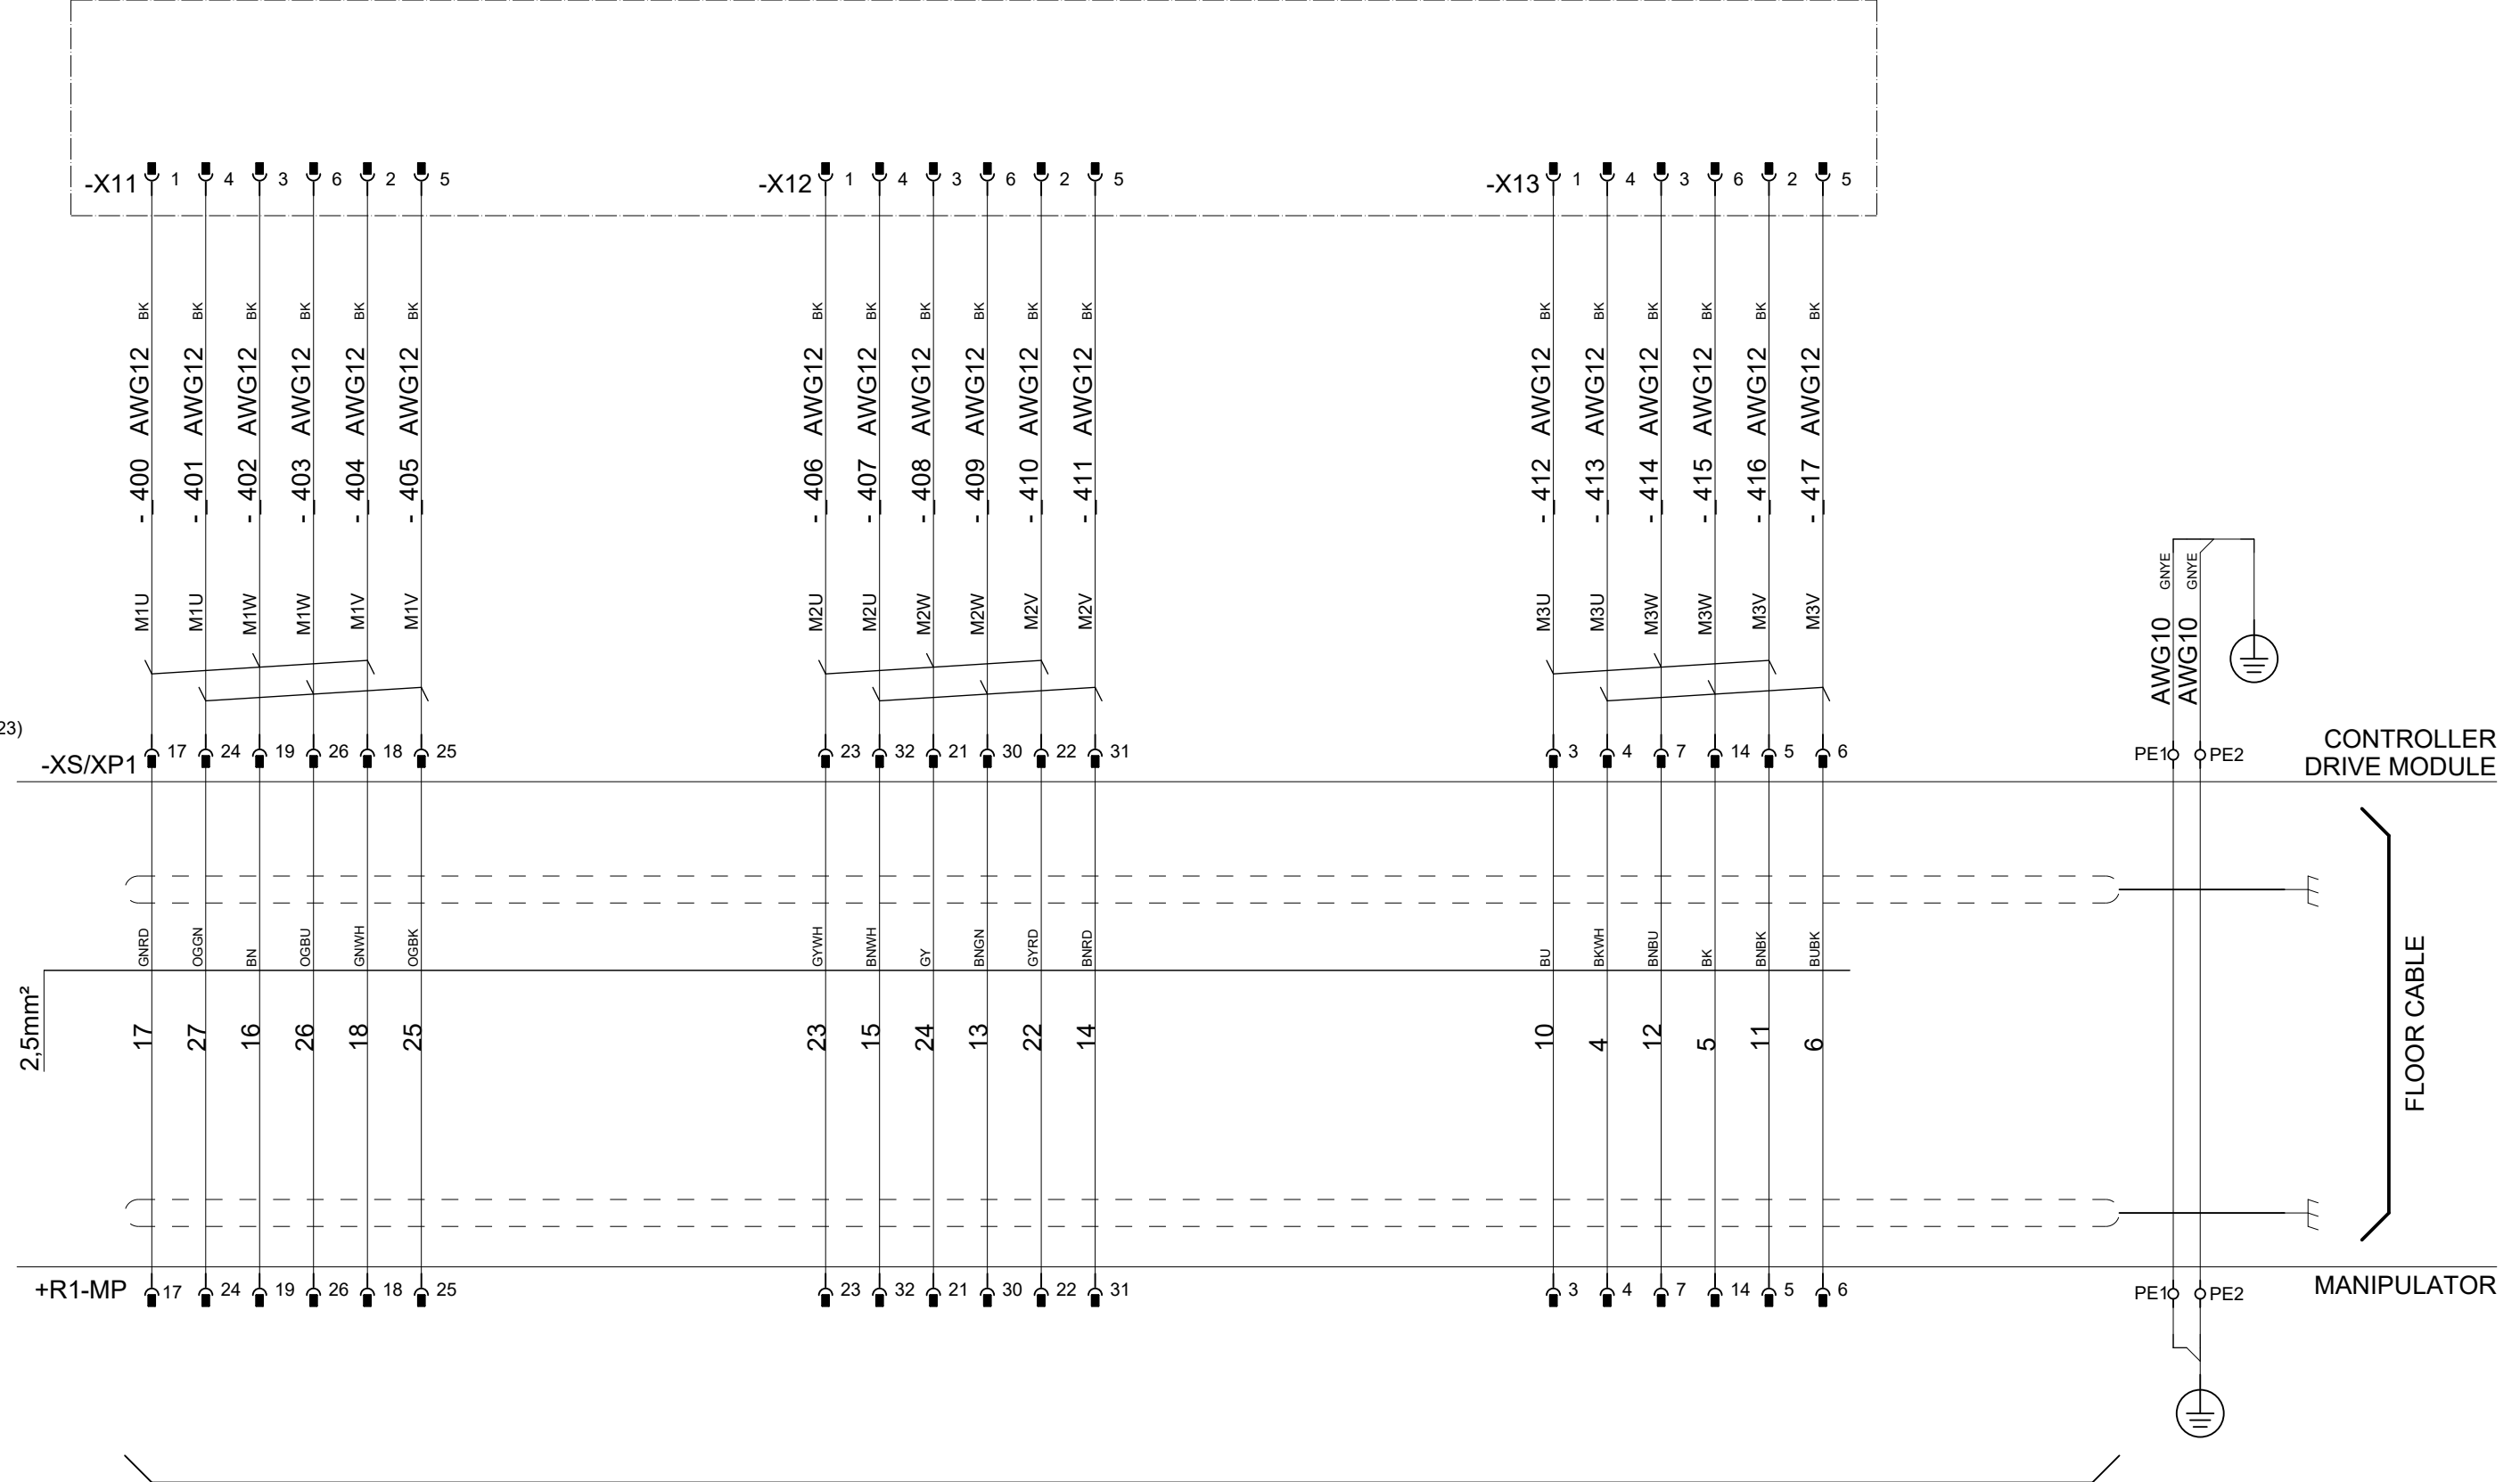 -X11 1 4 3 6 2 5 -X12 1 4 3 6 2 5 -X13 1 4 3 6 2 5
BK BK BK BK BK BK BK BK BK BK BK BK BK BK BK BK BK BK
AWG12 AWG12 AWG12 AWG12 AWG12 AWG12 AWG12 AWG12 AWG12 AWG12 AWG12 AWG12 AWG12 AWG12 AWG12 AWG12 AWG12 AWG12
- 400 - 401 - 402 - 403 - 404 - 405 - 406 - 407 - 408 - 409 - 410 - 411 - 412 - 413 - 414 - 415 - 416 - 417
GNYE GNYE
M1U M1U M1W M1W M1V M1V M2U M2U M2W M2W M2V M2V M3U M3U M3W M3W M3V M3V
AWG10 AWG10
23)
CONTROLLER
-XS/XP1 17 24 19 26 18 25 23 32 21 30 22 31 3 4 7 14 5 6 PE1 PE2
DRIVE MODULE
GNRD OGGN BN OGBU GNWH OGBK GYWH BNWH GY BNGN GYRD BNRD BU BKWH BNBU BK BNBK BUBK
FLOOR CABLE
2,5mm²
17 27 16 26 18 25 23 15 24 13 22 14 10 4 12 5 11 6
+R1-MP 17 24 19 26 18 25 23 32 21 30 22 31 3 4 7 14 5 6 PE1 PE2 MANIPULATOR